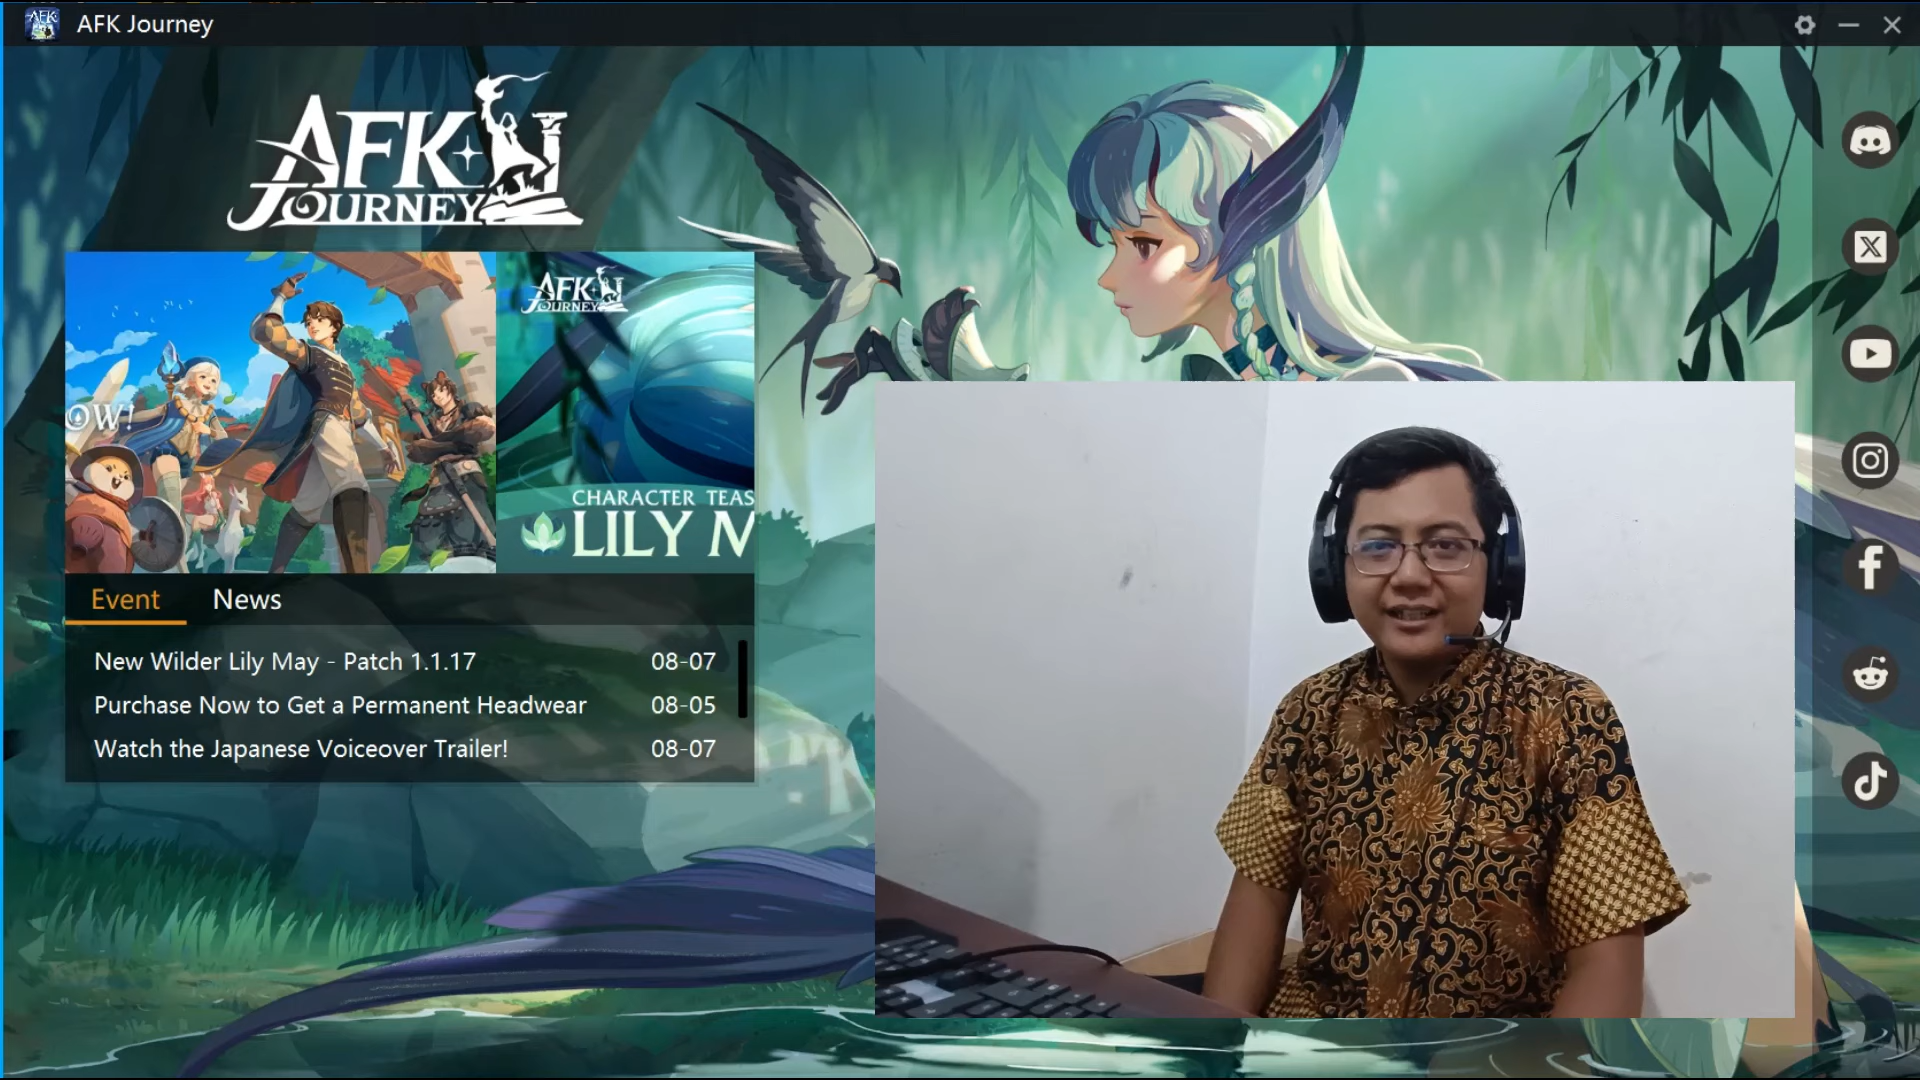 AFK Journey
AFK
JOURNEY
OW!
AFK
JOURNEY
CHARACTER TEAS
LILY M
Event
News
New Wilder Lily May - Patch 1.1.17 08-07
Purchase Now to Get a Permanent Headwear 08-05
Watch the Japanese Voiceover Trailer! 08-07